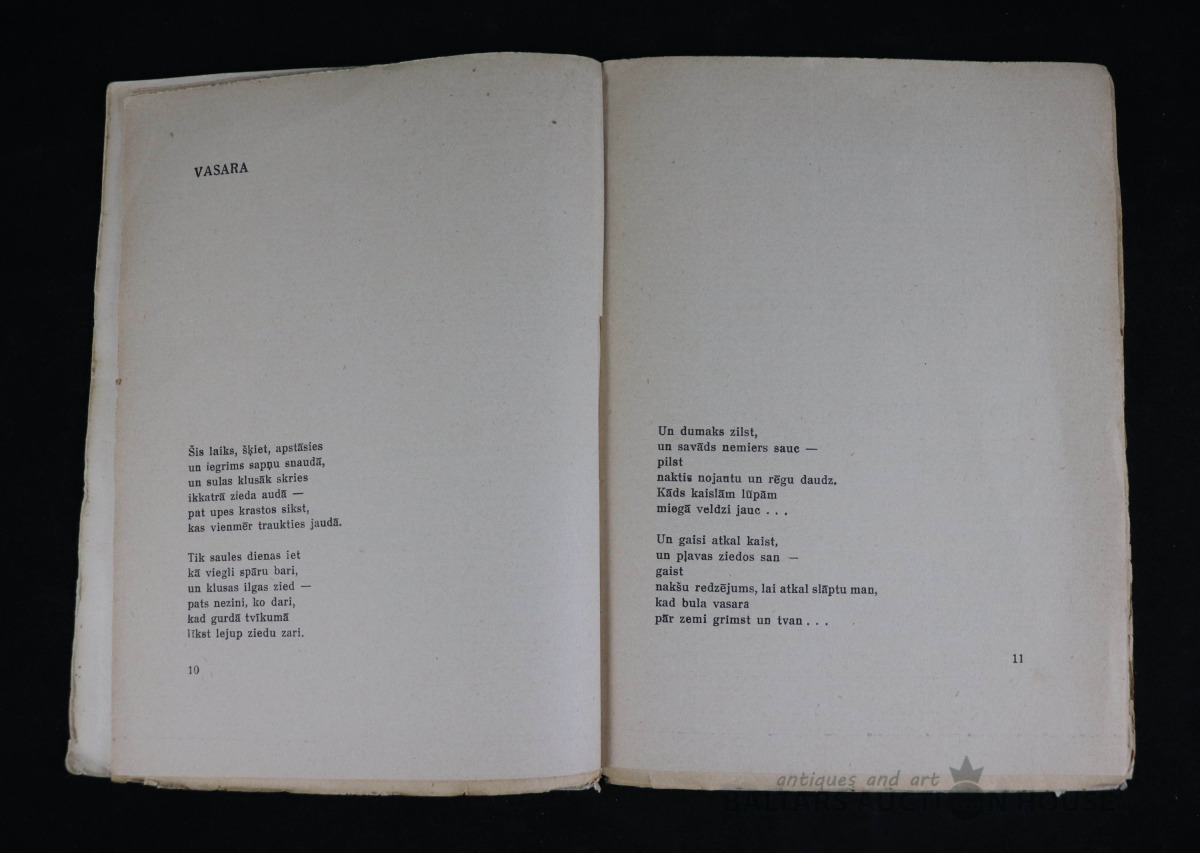 VASARA
Šis laiks, šķiet, apstāsies
un iegrims sapņu snaudā,
un sulas klusāk skries
ikkatrā zieda audā —
pat upes krastos sikst,
kas vienmēr traukties jaudā.
Tik saules dienas iet
kā viegli spāru bari,
un klusas ilgas zied —
pats nezini, ko dari,
kad gurdā tvīkumā
līkst lejup ziedu zari.
10
Un dumaks zilst,
un savāds nemiers sauc —
pilst
naktis nojantu un rēgu daudz.
Kāds kaislām lūpām
miegā veldzi jauc . . .
Un gaisi atkal kaist,
un pļavas ziedos san —
gaist
nakšu redzējums, lai atkal slāptu man,
kad bula vasara
pār zemi grimst un tvan . . .
11
antiques and art
BALTARS AUCTION HOUSE